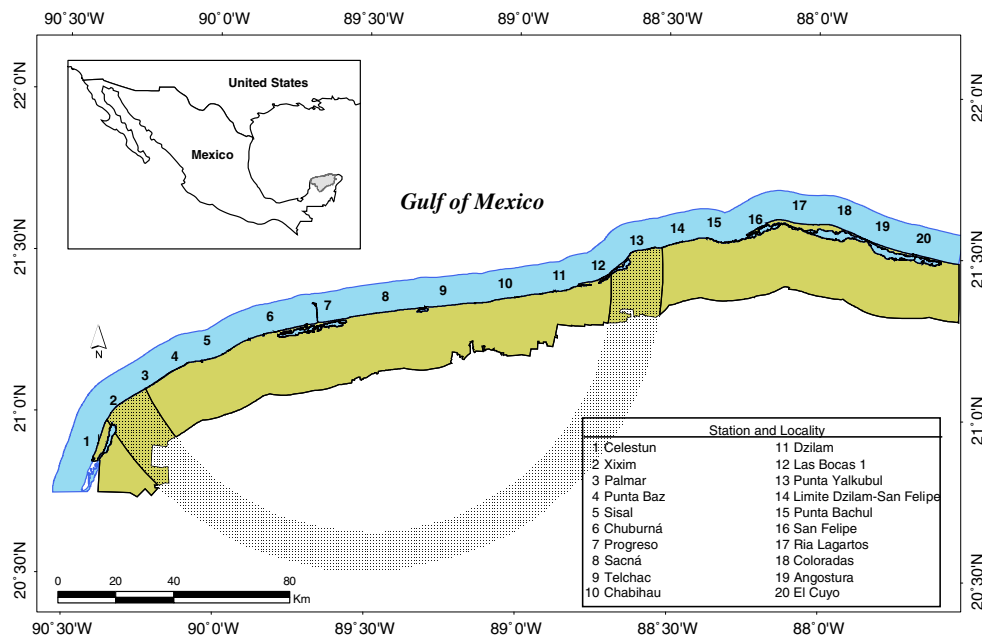 90°30'W 90°0'W 89°30'W 89°0'W 88°30'W 88°0'W
22°0'N
22°0'N
United States
Mexico
Gulf of Mexico
17
18
16
15
19
14
20
13
21°30'N
21°30'N
12
11
10
9
8
7
6
5
N
4
3
2
1
21°0'N
21°0'N
Station and Locality
1 Celestun
2 Xixim
3 Palmar
4 Punta Baz
5 Sisal
6 Chuburná
7 Progreso
8 Sacná
9 Telchac
10 Chabihau
11 Dzilam
12 Las Bocas 1
13 Punta Yalkubul
14 Limite Dzilam-San Felipe
15 Punta Bachul
16 San Felipe
17 Ria Lagartos
18 Coloradas
19 Angostura
20 El Cuyo
20°30'N
20°30'N
0 20 40 80
Km
90°30'W 90°0'W 89°30'W 89°0'W 88°30'W 88°0'W